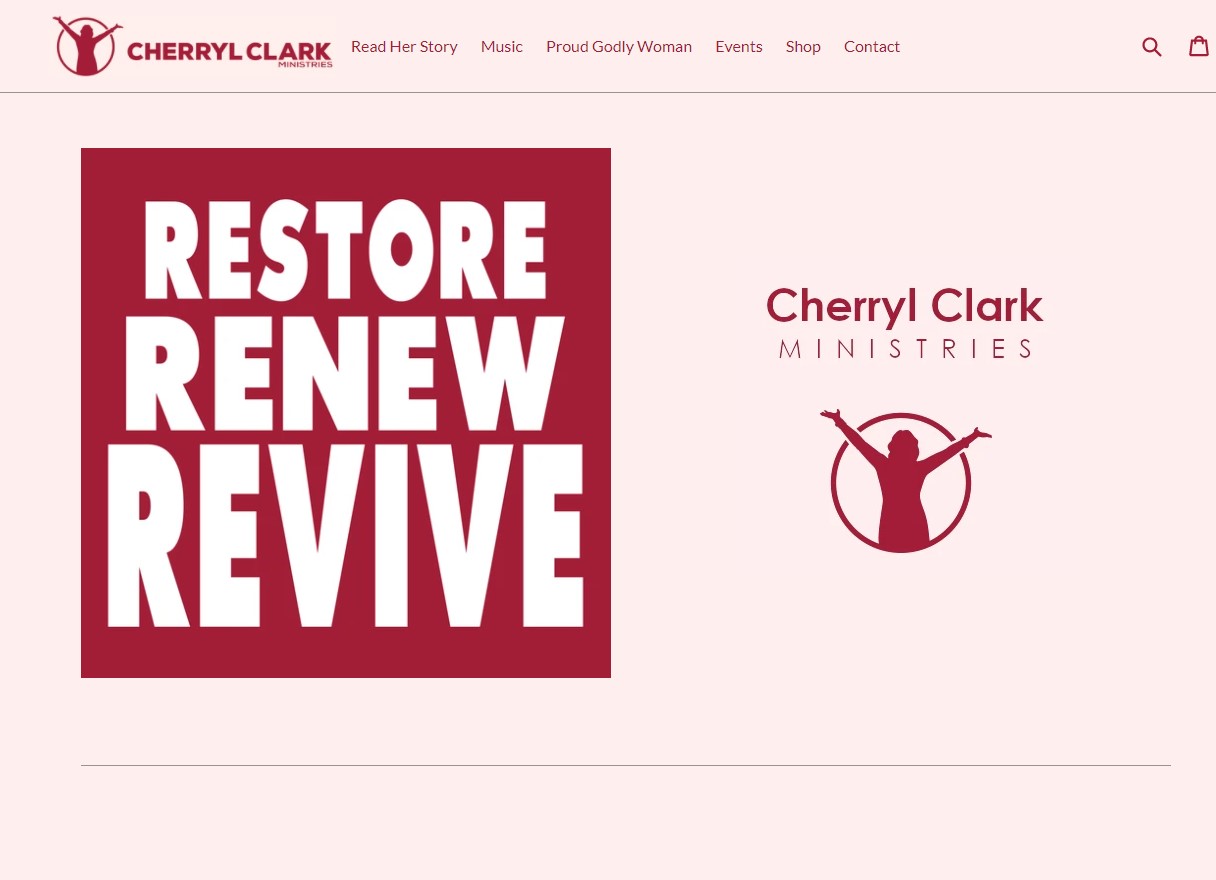 CHERRYL CLARK
MINISTRIES
Read Her Story Music Proud Godly Woman Events Shop Contact
RESTORE
RENEW
REVIVE
Cherryl Clark
MINISTRIES